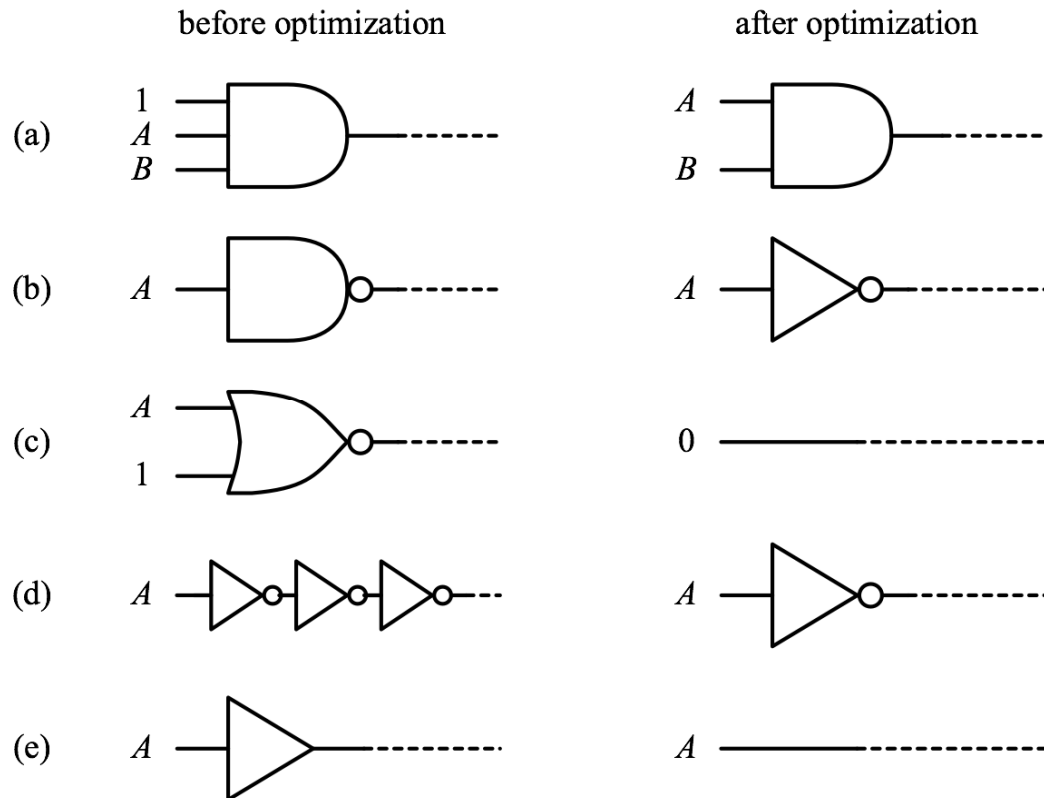 before optimization after optimization
1 A
(a) A
B B
(b) A A
A
(c) 0
1
(d) A A
(e) A A